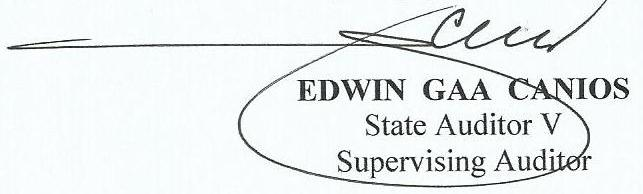 EDWIN GAA CANIOS
State Auditor V
Supervising Auditor